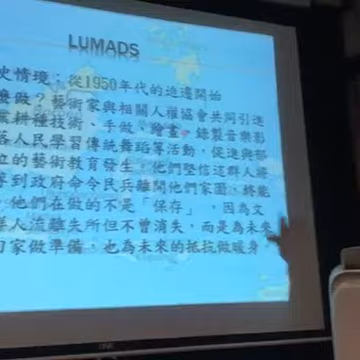 LUMADS
史情境：從1950年代的迫遷開始
麼做？藝術家與相關人權協會共同引進
耕種技術、手做、繪畫、錄製音樂影
落人民學習傳統舞蹈等活動，促進與部
立的藝術教育發生，他們堅信這群人將
等到政府命令民兵離開他們家園，終能
他們在做的不是「保存」，因為文
群人流離失所但不曾消失，而是為未來
回家做準備，也為未來的抵抗做暖身。